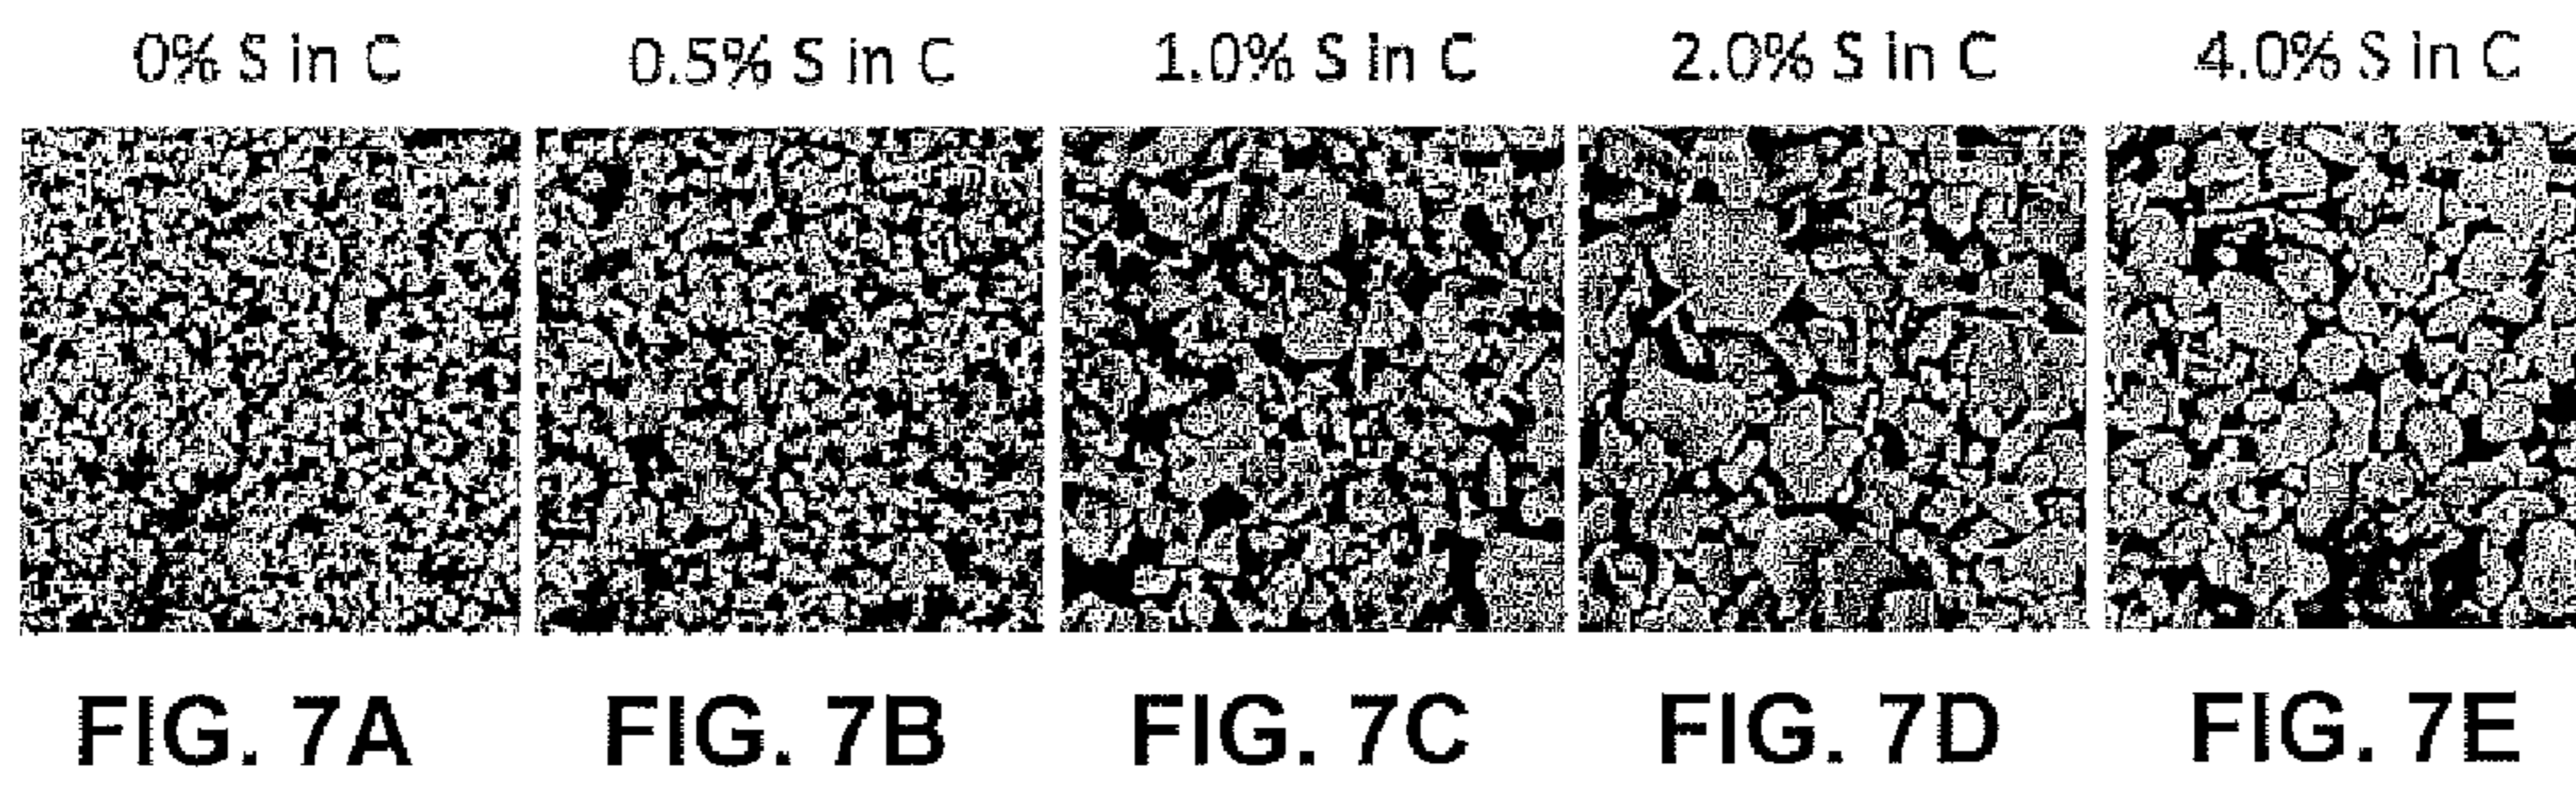 0% S in C
0.5% S in C
1.0% S in C
2.0% S in C
4.0% S in C
FIG. 7A
FIG. 7B
FIG. 7C
FIG. 7D
FIG. 7E